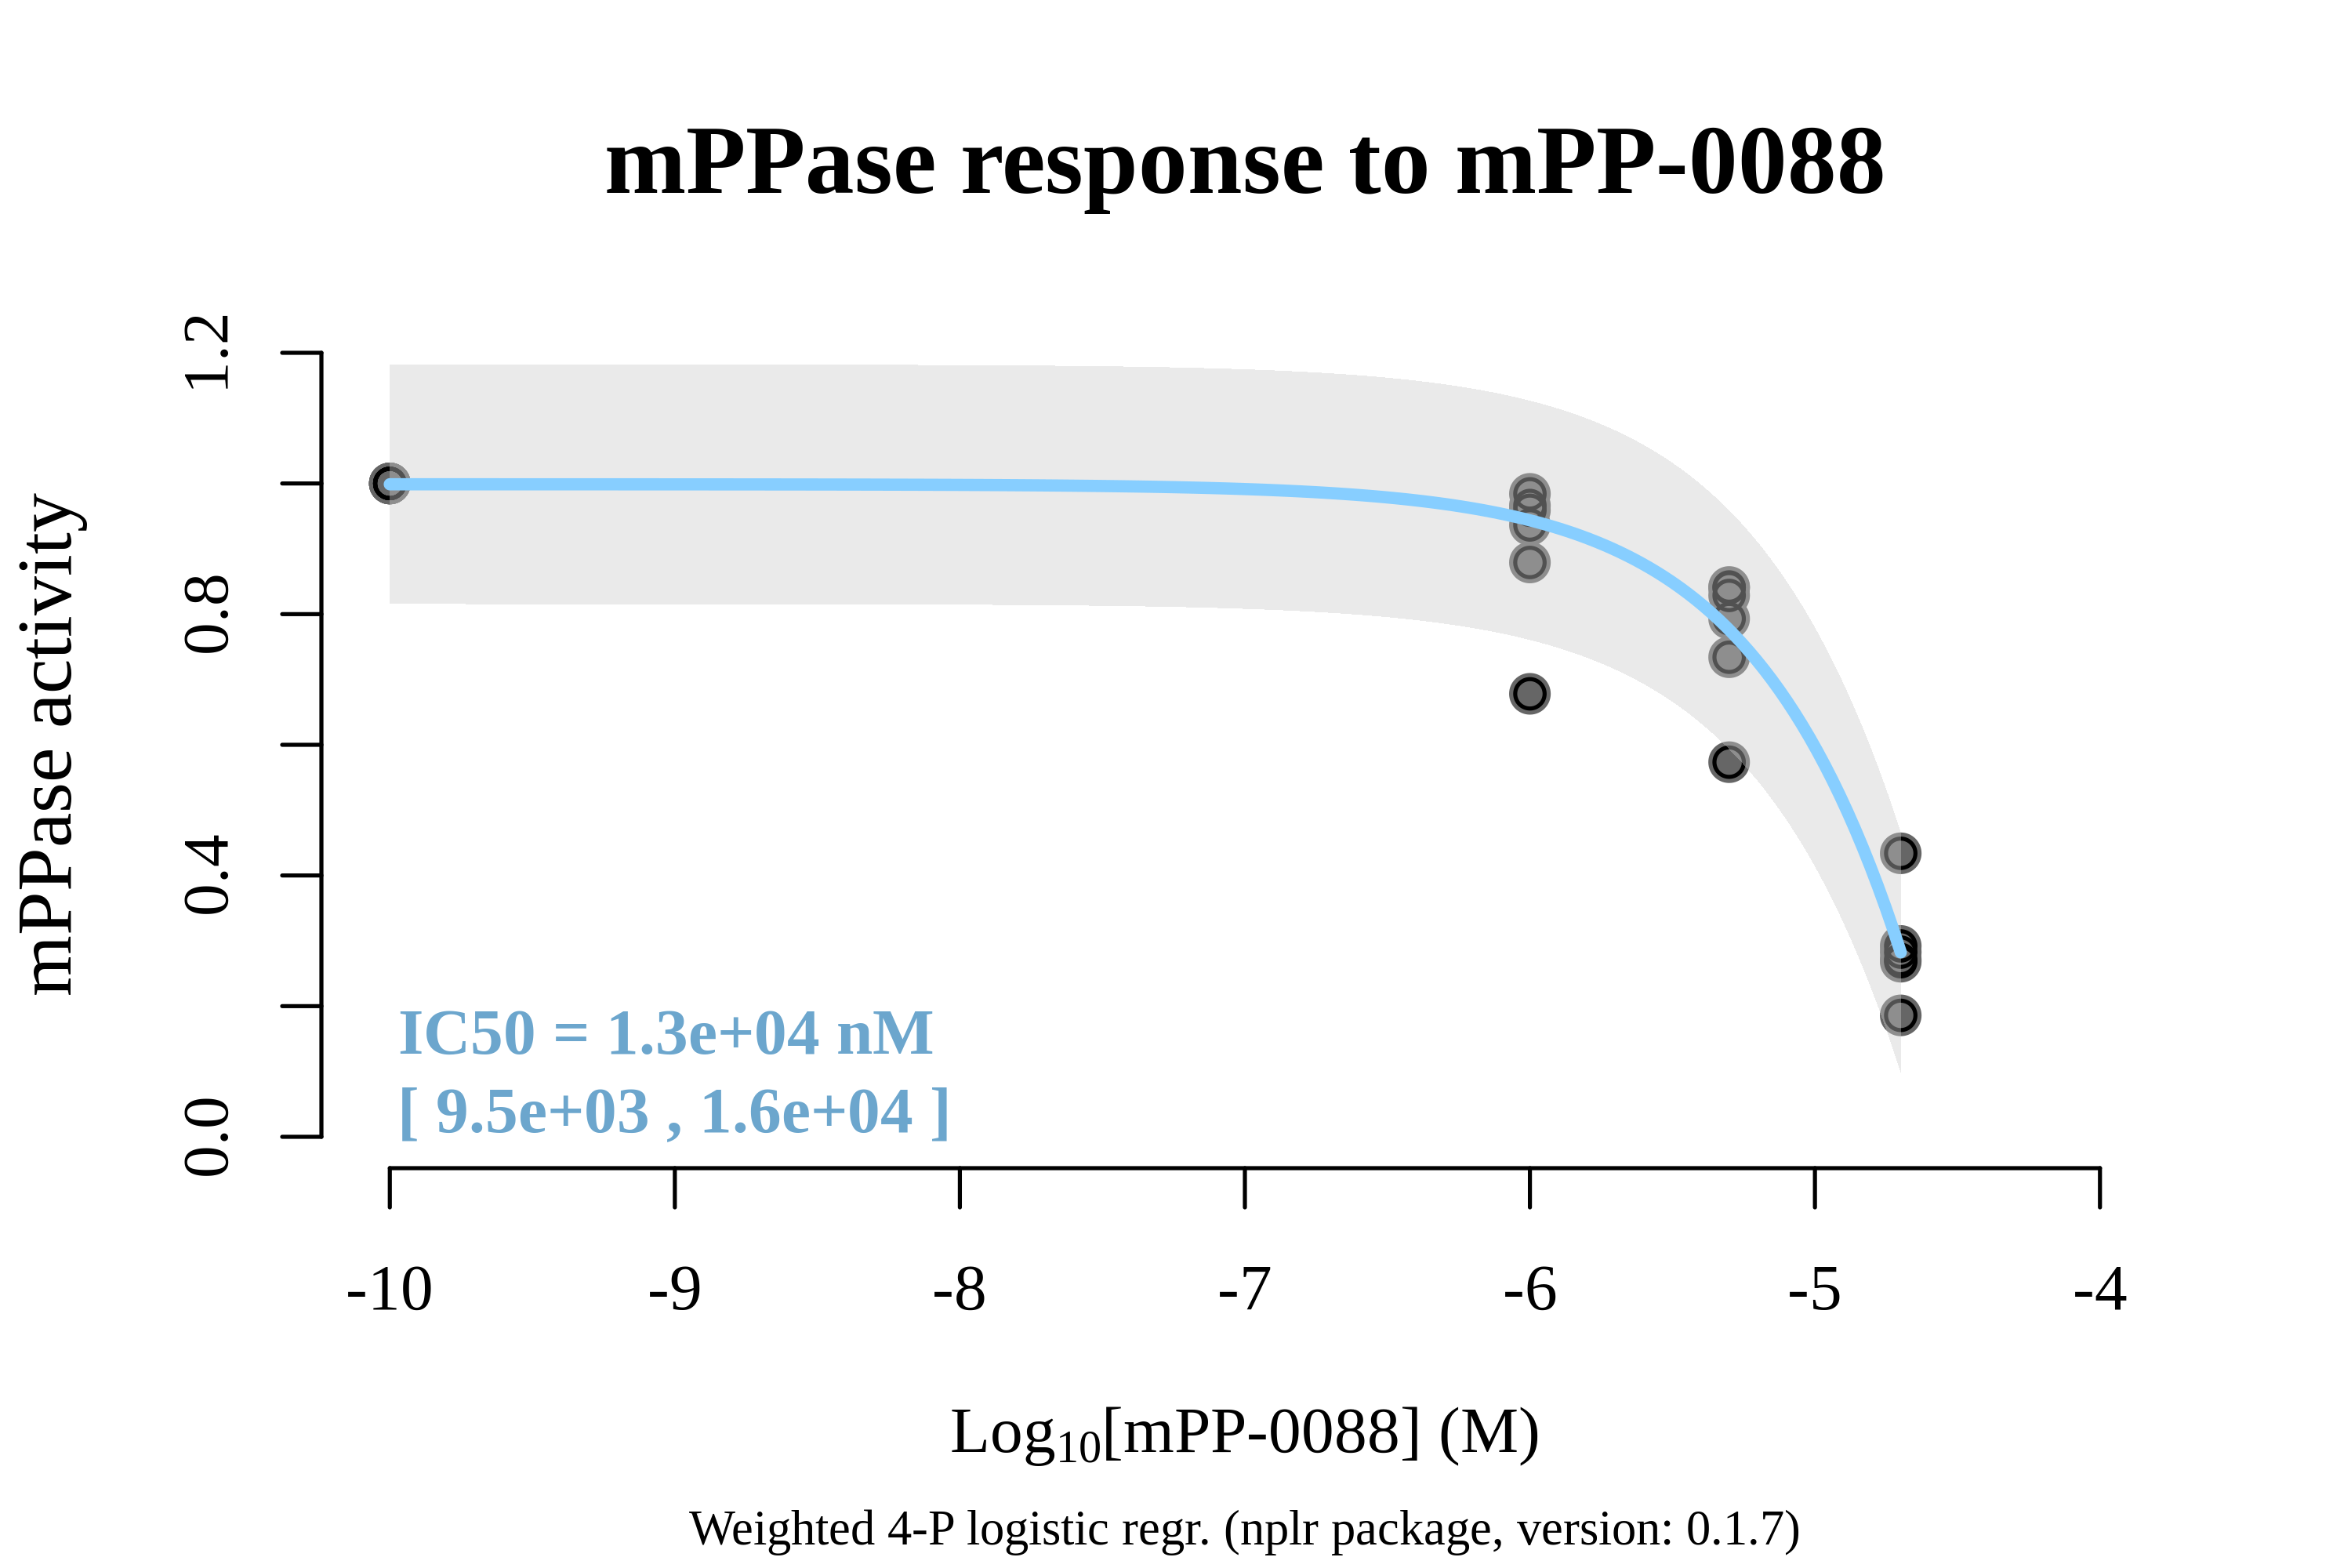 mPPase response to mPP-0088
mPPase activity
1.2
0.8
0.4
0.0
IC50 = 1.3e+04 nM
[ 9.5e+03 , 1.6e+04 ]
-10 -9 -8 -7 -6 -5 -4
Log10[mPP-0088] (M)
Weighted 4-P logistic regr. (nplr package, version: 0.1.7)